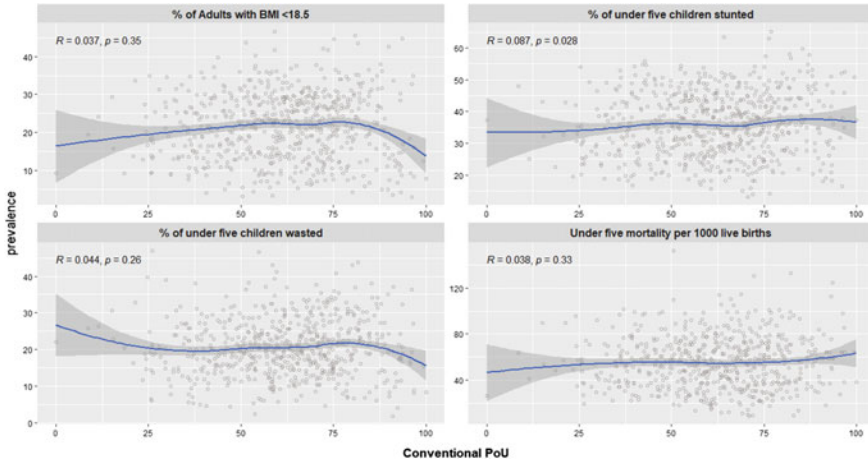 % of Adults with BMI <18.5
R = 0.037, p = 0.35
40
30
20
10
0 25 50 75 100
% of under five children stunted
R = 0.087, p = 0.028
60
50
40
30
20
0 25 50 75 100
prevalence
% of under five children wasted
R = 0.044, p = 0.26
40
30
20
10
0
0 25 50 75 100
Under five mortality per 1000 live births
R = 0.038, p = 0.33
120
80
40
0 25 50 75 100
Conventional PoU